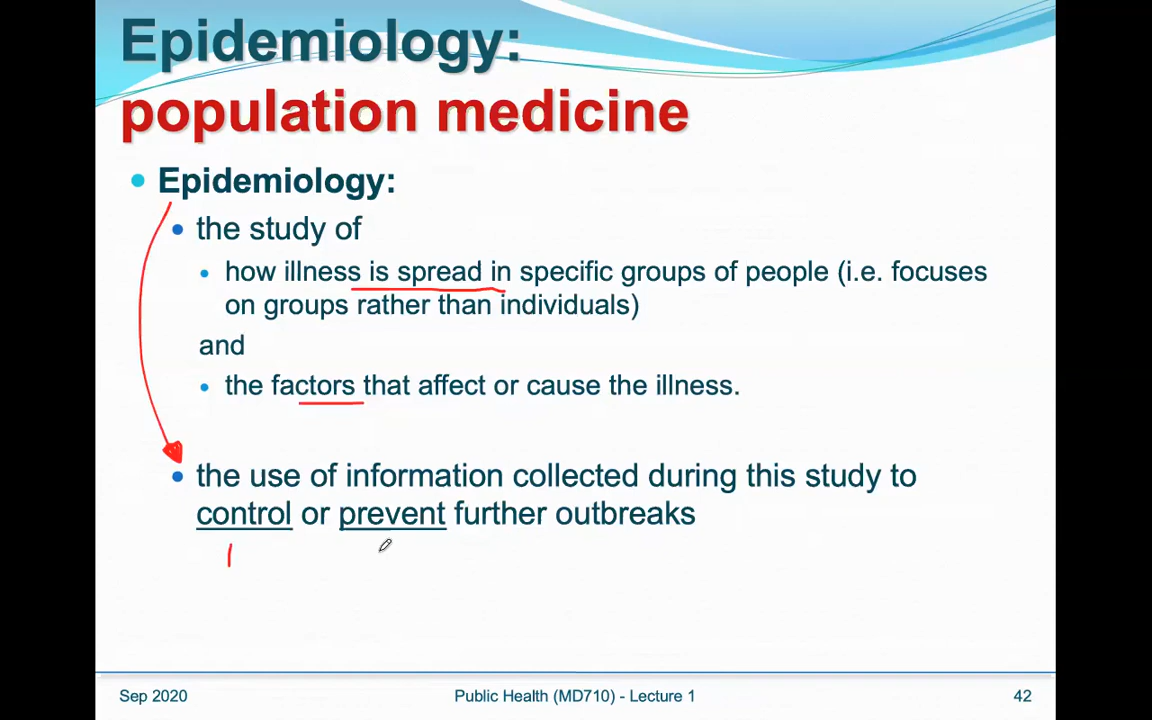 Epidemiology:
population medicine
Epidemiology:
the study of
how illness is spread in specific groups of people (i.e. focuses
on groups rather than individuals)
and
the factors that affect or cause the illness.
the use of information collected during this study to
control or prevent further outbreaks
Sep 2020 Public Health (MD710) - Lecture 1 42